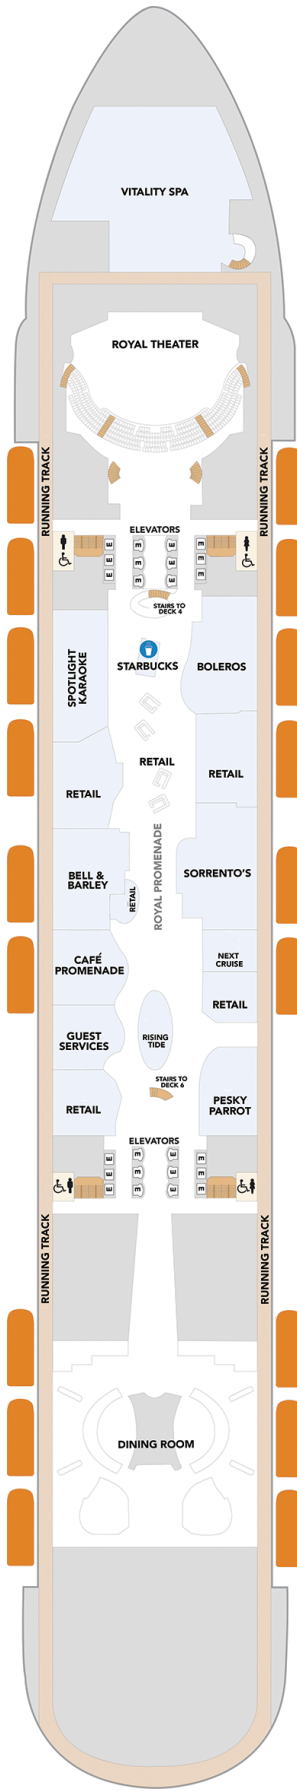 VITALITY SPA
ROYAL THEATER
RUNNING TRACK
RUNNING TRACK
ELEVATORS
E E E E
E E E E
E E E E
STAIRS TO
DECK 4
SPOTLIGHT
KARAOKE
STARBUCKS
BOLEROS
RETAIL
RETAIL
RETAIL
ROYAL PROMENADE
BELL &
BARLEY
RETAIL
SORRENTO'S
CAFÉ
PROMENADE
NEXT
CRUISE
RETAIL
GUEST
SERVICES
RISING
TIDE
STAIRS TO
DECK 6
RETAIL
PESKY
PARROT
ELEVATORS
E E E E
E E E E
E E E E
RUNNING TRACK
RUNNING TRACK
DINING ROOM